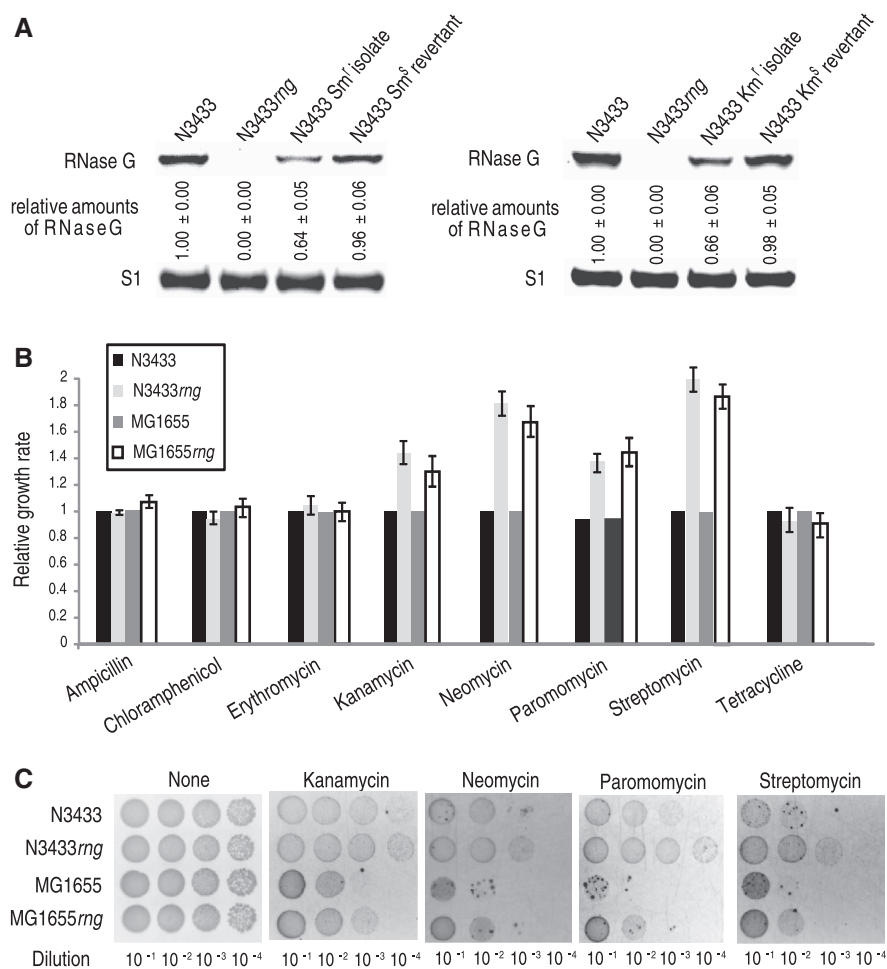 A
N3433
N3433rng
N3433 Smʳ isolate
N3433 Smˢ revertant
RNase G
relative amounts
of RNaseG
1.00 ± 0.00
0.00 ± 0.00
0.64 ± 0.05
0.96 ± 0.06
S1
N3433
N3433rng
N3433 Kmʳ isolate
N3433 Kmˢ revertant
RNase G
relative amounts
of RNaseG
1.00 ± 0.00
0.00 ± 0.00
0.66 ± 0.06
0.98 ± 0.05
S1
B
N3433
N3433rng
MG1655
MG1655rng
Relative growth rate
2
1.8
1.6
1.4
1.2
1
0.8
0.6
0.4
0.2
0
Ampicillin
Chloramphenicol
Erythromycin
Kanamycin
Neomycin
Paromomycin
Streptomycin
Tetracycline
C
None Kanamycin Neomycin Paromomycin Streptomycin
N3433
N3433rng
MG1655
MG1655rng
Dilution 10⁻¹ 10⁻² 10⁻³ 10⁻⁴ 10⁻¹ 10⁻² 10⁻³ 10⁻⁴ 10⁻¹ 10⁻² 10⁻³ 10⁻⁴ 10⁻¹ 10⁻² 10⁻³ 10⁻⁴ 10⁻¹ 10⁻² 10⁻³ 10⁻⁴